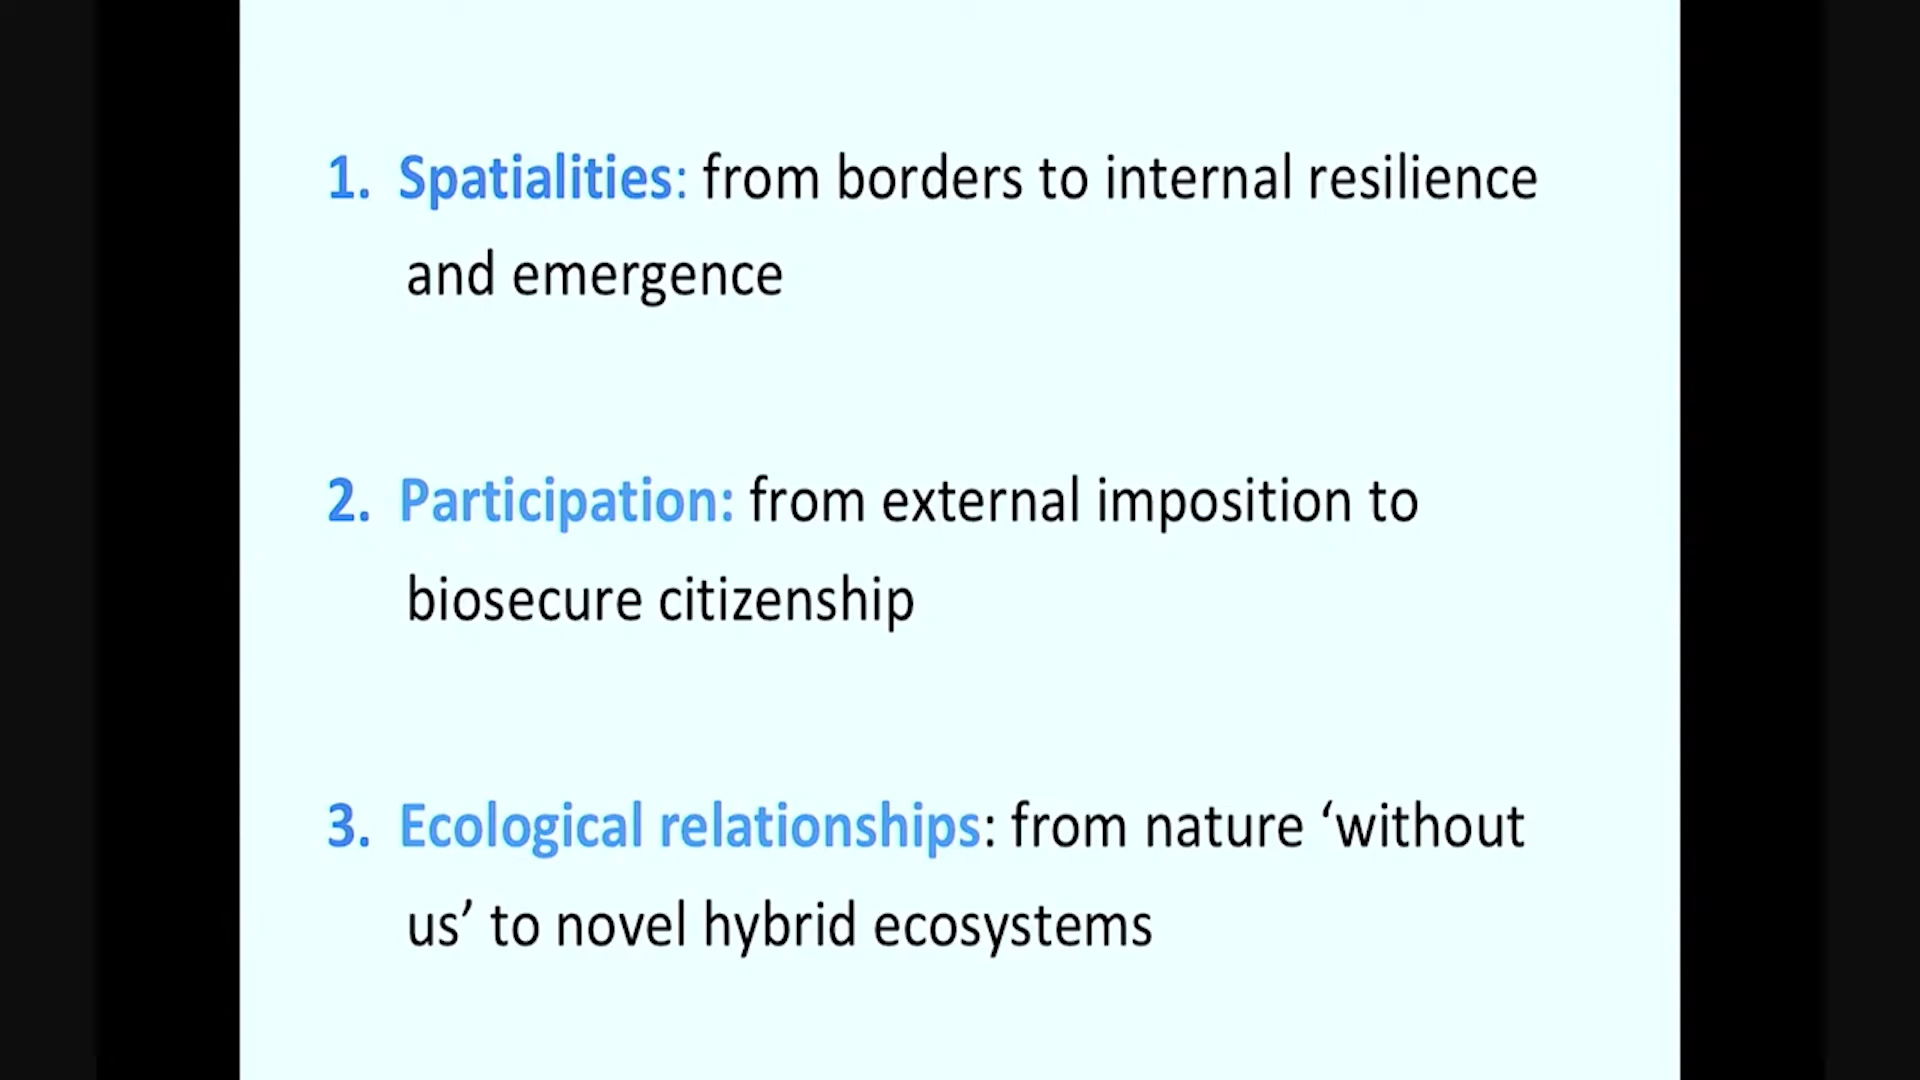 1. Spatialities: from borders to internal resilience
and emergence
2. Participation: from external imposition to
biosecure citizenship
3. Ecological relationships: from nature ‘without
us’ to novel hybrid ecosystems